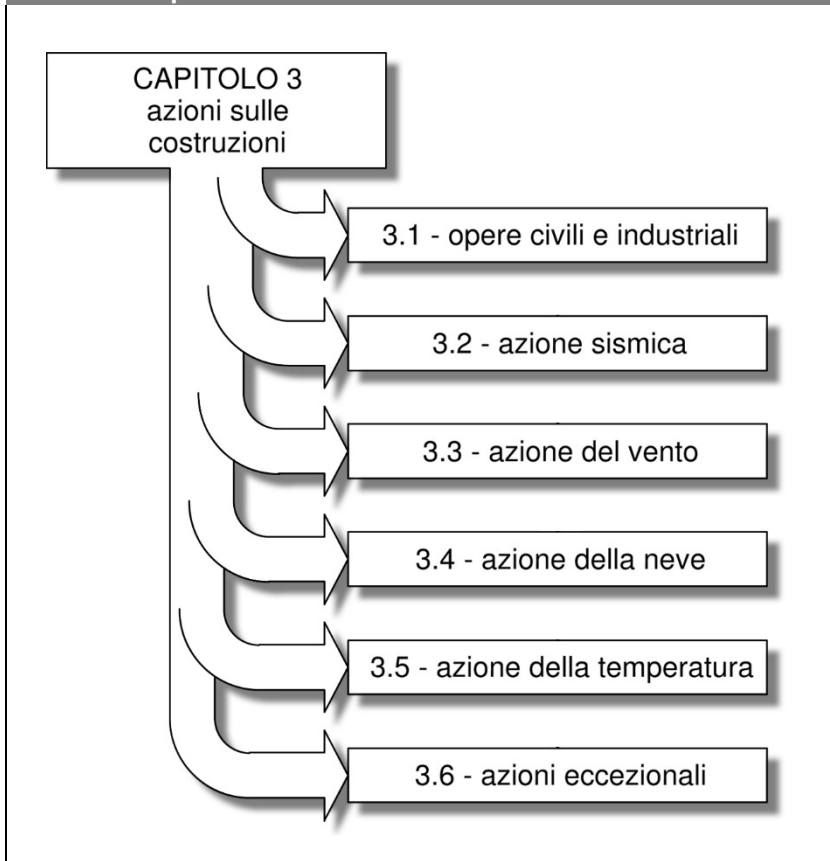 CAPITOLO 3
azioni sulle
costruzioni
3.1 - opere civili e industriali
3.2 - azione sismica
3.3 - azione del vento
3.4 - azione della neve
3.5 - azione della temperatura
3.6 - azioni eccezionali